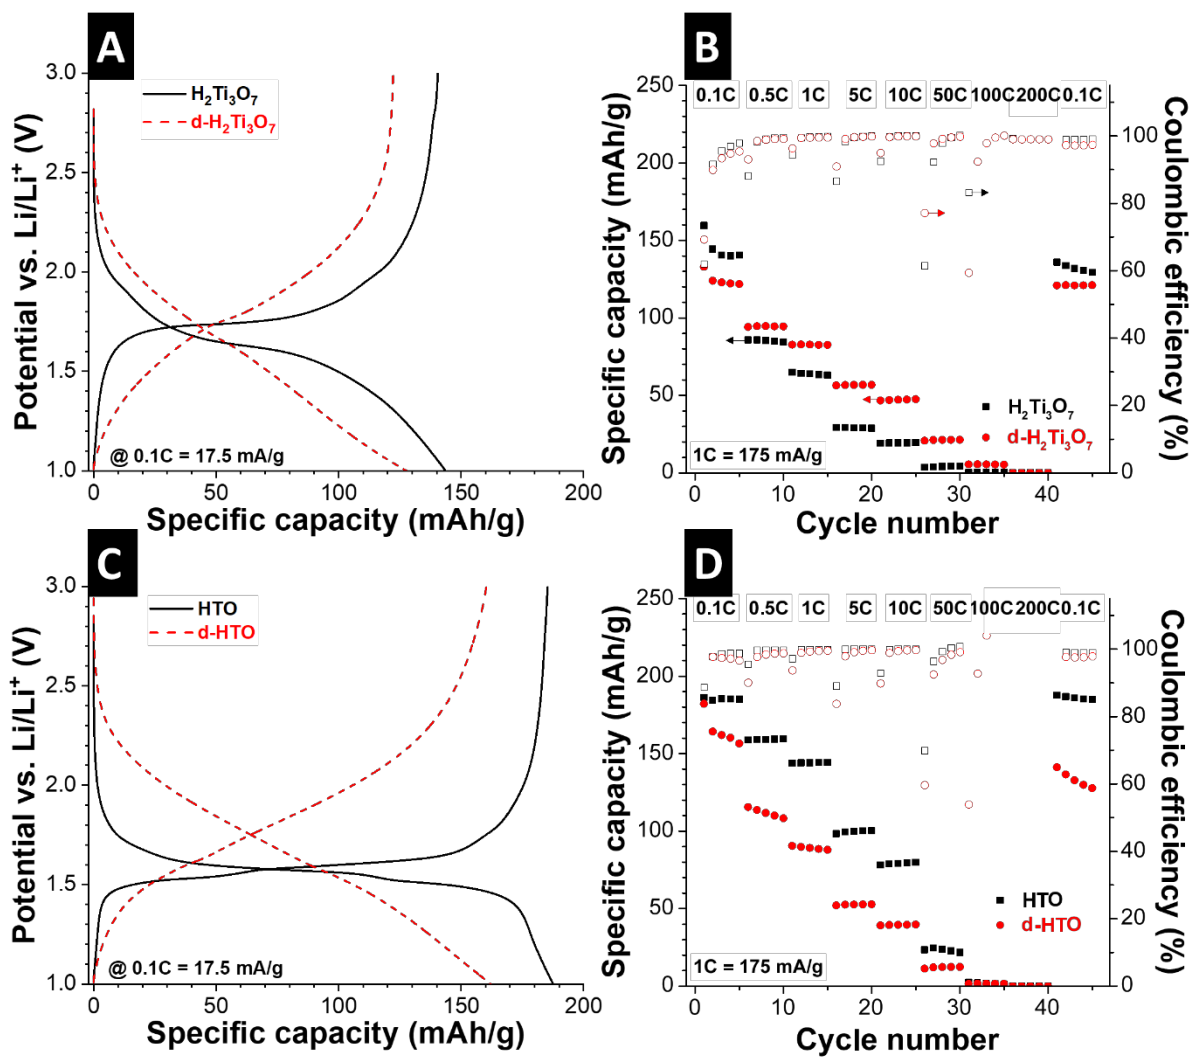 A
3.0
2.5
2.0
1.5
1.0
Potential vs. Li/Li⁺ (V)
H₂Ti₃O₇
d-H₂Ti₃O₇
@ 0.1C = 17.5 mA/g
0 50 100 150 200
Specific capacity (mAh/g)
B
250
200
150
100
50
0
Specific capacity (mAh/g)
0.1C 0.5C 1C 5C 10C 50C 100C 200C 0.1C
100
80
60
40
20
0
Coulombic efficiency (%)
H₂Ti₃O₇
d-H₂Ti₃O₇
1C = 175 mA/g
0 10 20 30 40
Cycle number
C
3.0
2.5
2.0
1.5
1.0
Potential vs. Li/Li⁺ (V)
HTO
d-HTO
@ 0.1C = 17.5 mA/g
0 50 100 150 200
Specific capacity (mAh/g)
D
250
200
150
100
50
0
Specific capacity (mAh/g)
0.1C 0.5C 1C 5C 10C 50C 100C 200C 0.1C
100
80
60
40
20
0
Coulombic efficiency (%)
HTO
d-HTO
1C = 175 mA/g
0 10 20 30 40
Cycle number